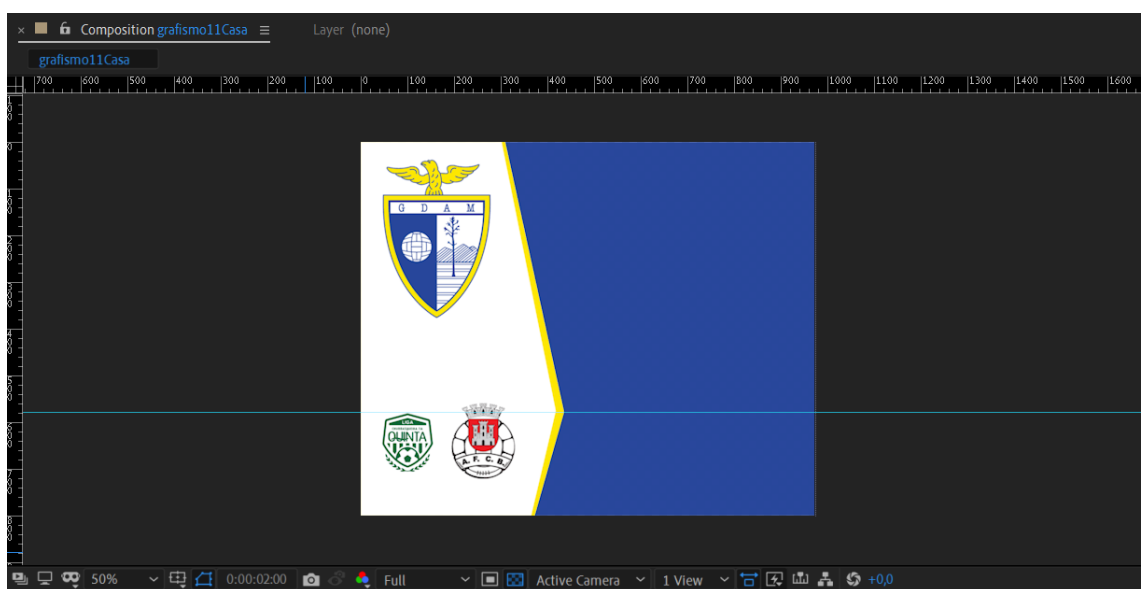 Composition grafismo11Casa
Layer (none)
grafismo11Casa
700 600 500 400 300 200 100 0 100 200 300 400 500 600 700 800 900 1000 1100 1200 1300 1400 1500 1600
G D A M
LIGA
QUINTA
A. F. C. B.
50%
0:00:02:00
Full
Active Camera
1 View
+0,0